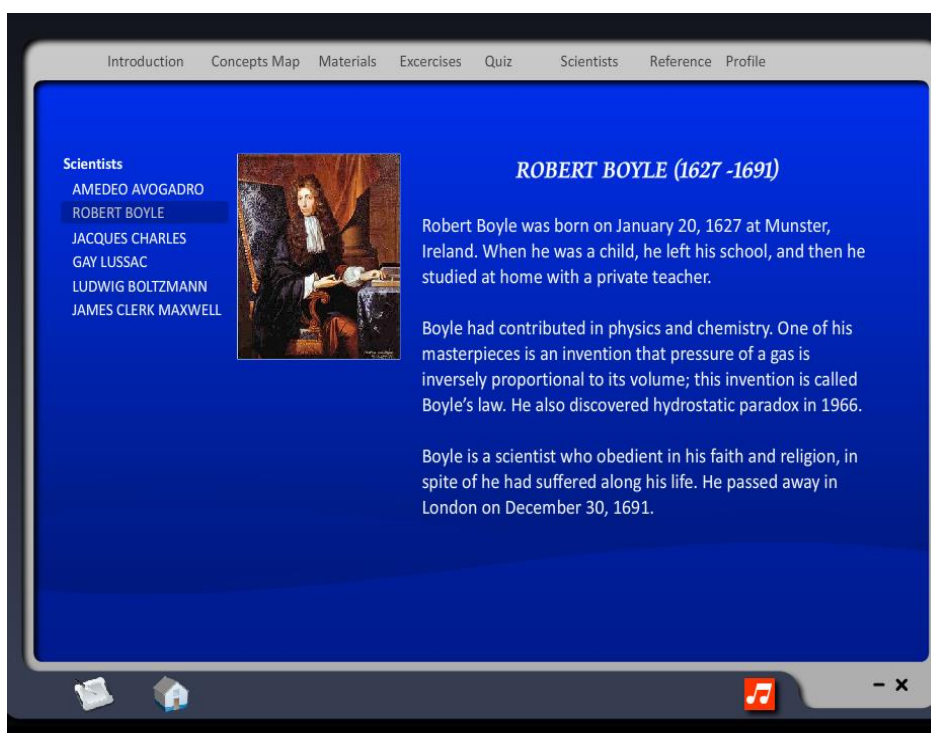 Introduction Concepts Map Materials Excercises Quiz Scientists Reference Profile
Scientists
AMEDEO AVOGADRO
ROBERT BOYLE
JACQUES CHARLES
GAY LUSSAC
LUDWIG BOLTZMANN
JAMES CLERK MAXWELL
ROBERT BOYLE (1627 -1691)
Robert Boyle was born on January 20, 1627 at Munster,
Ireland. When he was a child, he left his school, and then he
studied at home with a private teacher.
Boyle had contributed in physics and chemistry. One of his
masterpieces is an invention that pressure of a gas is
inversely proportional to its volume; this invention is called
Boyle's law. He also discovered hydrostatic paradox in 1966.
Boyle is a scientist who obedient in his faith and religion, in
spite of he had suffered along his life. He passed away in
London on December 30, 1691.